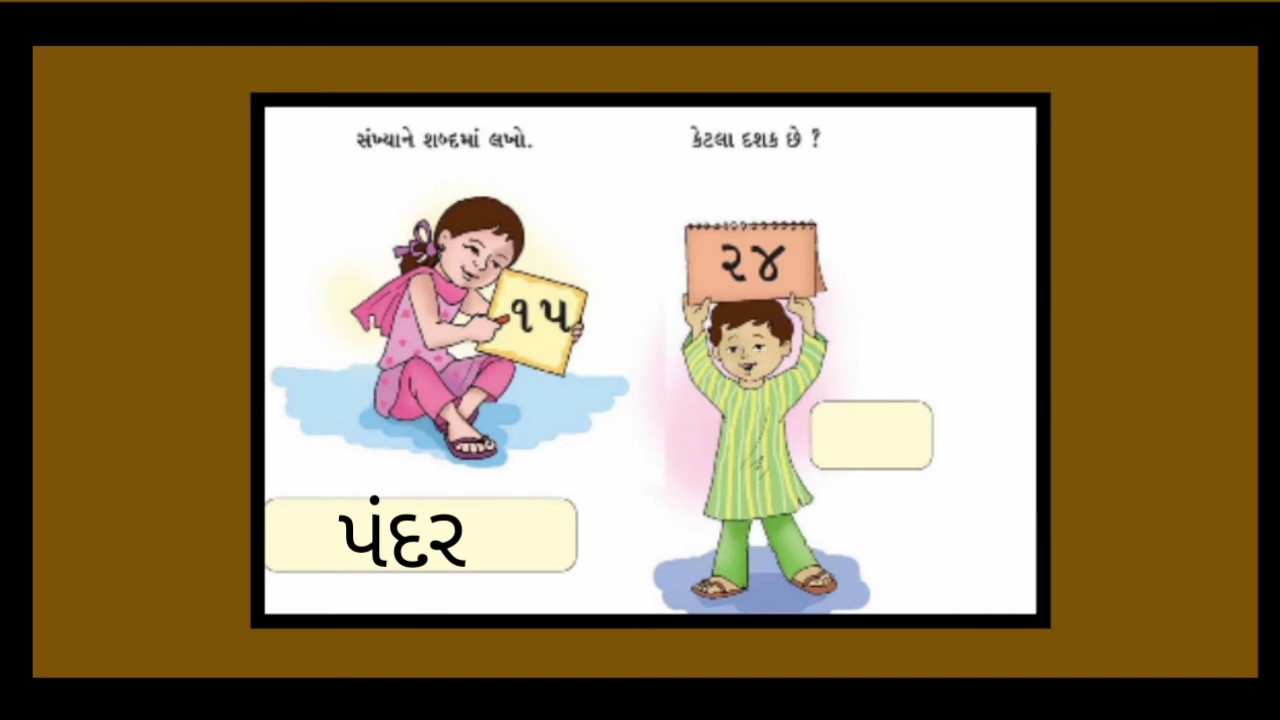 સંખ્યાને શબ્દમાં લખો.
૧૫
પંદર
કેટલા દશક છે ?
૨૪